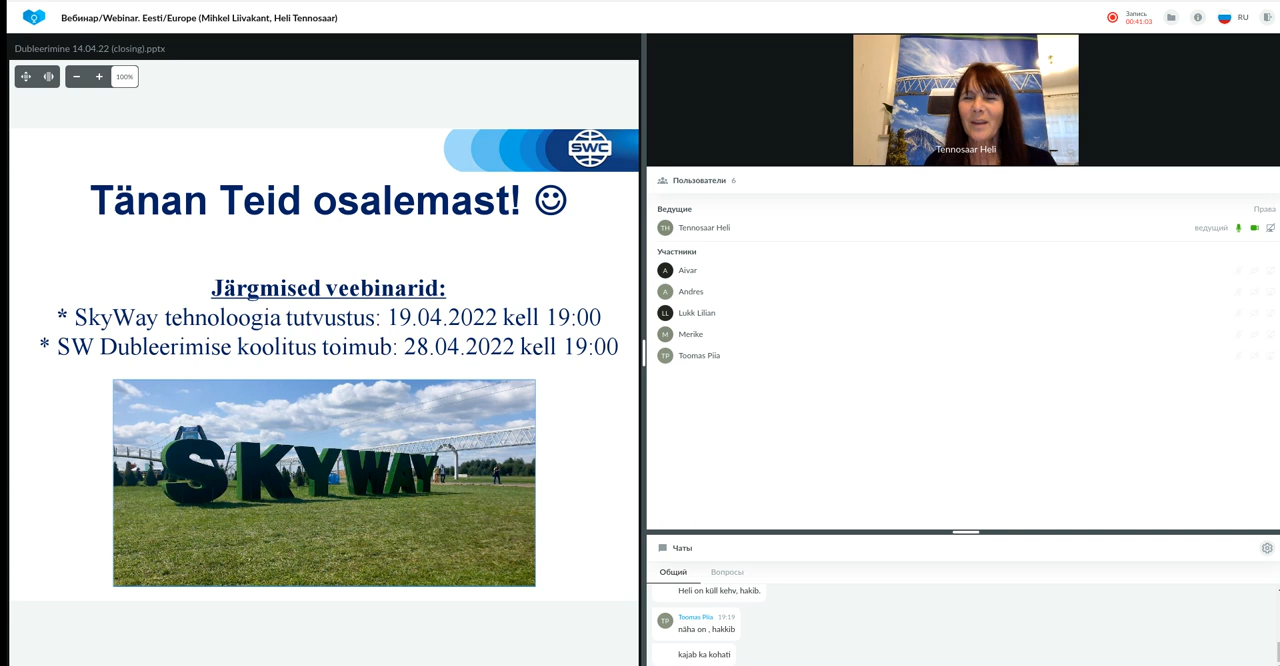 Вебинар/Webinar. Eesti/Europe (Mihkel Liivakant, Heli Tennosaar)
Запись
00:41:03
RU
Dubleerimine 14.04.22 (closing).pptx
100%
SWC
Tänan Teid osalemast! ☺
Järgmised veebinarid:
* SkyWay tehnoloogia tutvustus: 19.04.2022 kell 19:00
* SW Dubleerimise koolitus toimub: 28.04.2022 kell 19:00
SKYWAY
Tennosaar Heli
Пользователи 6
Ведущие Права
TH Tennosaar Heli ведущий
Участники
A Aivar
A Andres
LL Lukk Lilian
M Merike
TP Toomas Piia
Чаты
Общий Вопросы
Heli on küll kehv, hakib.
TP Toomas Piia 19:19
näha on , hakkib
kajab ka kohati